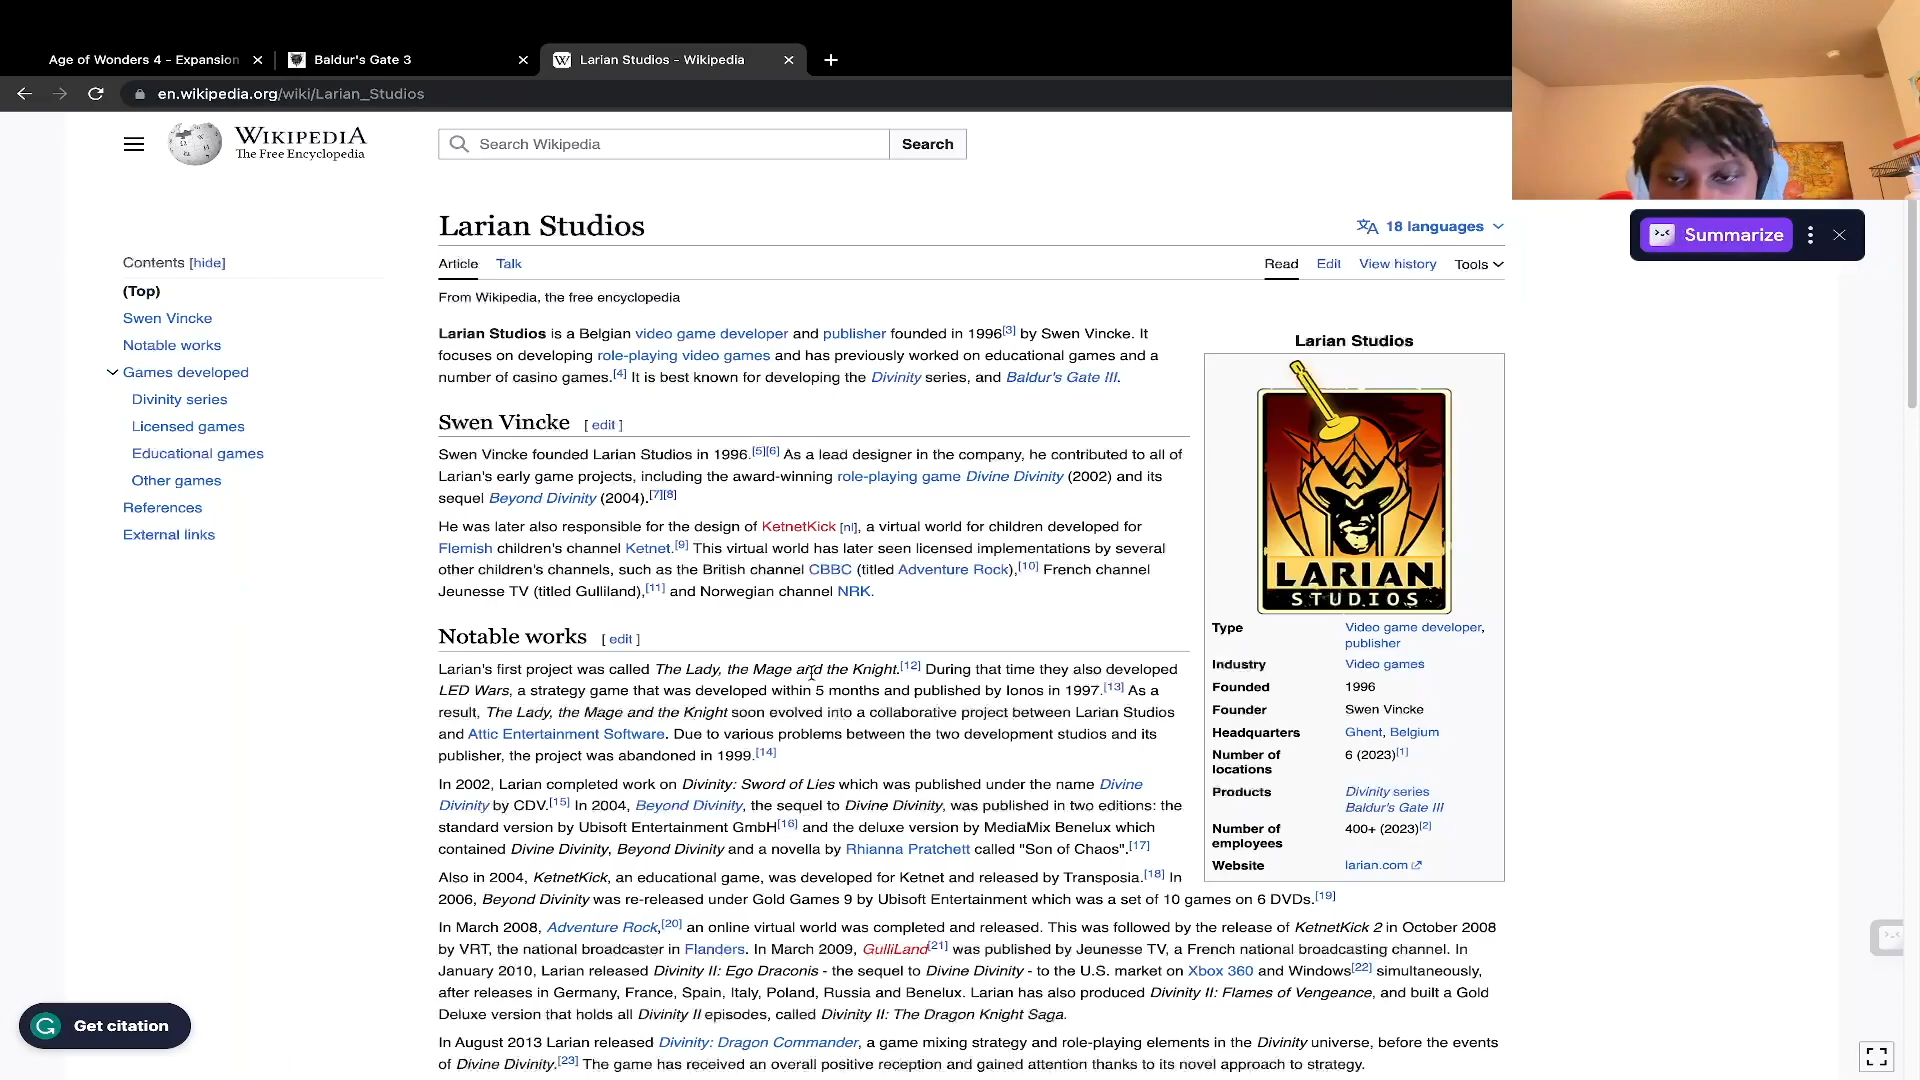 Age of Wonders 4 - Expansion
Baldur's Gate 3
Larian Studios - Wikipedia
en.wikipedia.org/wiki/Larian_Studios
WIKIPEDIA
The Free Encyclopedia
Search Wikipedia
Search
Summarize
Larian Studios
18 languages
Contents [hide]
(Top)
Swen Vincke
Notable works
Games developed
Divinity series
Licensed games
Educational games
Other games
References
External links
Article Talk
Read Edit View history Tools
From Wikipedia, the free encyclopedia
Larian Studios is a Belgian video game developer and publisher founded in 1996[3] by Swen Vincke. It
focuses on developing role-playing video games and has previously worked on educational games and a
number of casino games.[4] It is best known for developing the Divinity series, and Baldur's Gate III.
Swen Vincke [ edit ]
Swen Vincke founded Larian Studios in 1996.[5][6] As a lead designer in the company, he contributed to all of
Larian's early game projects, including the award-winning role-playing game Divine Divinity (2002) and its
sequel Beyond Divinity (2004).[7][8]
He was later also responsible for the design of KetnetKick [nl], a virtual world for children developed for
Flemish children's channel Ketnet.[9] This virtual world has later seen licensed implementations by several
other children's channels, such as the British channel CBBC (titled Adventure Rock),[10] French channel
Jeunesse TV (titled Gulliland),[11] and Norwegian channel NRK.
Notable works [ edit ]
Larian's first project was called The Lady, the Mage and the Knight.[12] During that time they also developed
LED Wars, a strategy game that was developed within 5 months and published by Ionos in 1997.[13] As a
result, The Lady, the Mage and the Knight soon evolved into a collaborative project between Larian Studios
and Attic Entertainment Software. Due to various problems between the two development studios and its
publisher, the project was abandoned in 1999.[14]
In 2002, Larian completed work on Divinity: Sword of Lies which was published under the name Divine
Divinity by CDV.[15] In 2004, Beyond Divinity, the sequel to Divine Divinity, was published in two editions: the
standard version by Ubisoft Entertainment GmbH[16] and the deluxe version by MediaMix Benelux which
contained Divine Divinity, Beyond Divinity and a novella by Rhianna Pratchett called "Son of Chaos".[17]
Also in 2004, KetnetKick, an educational game, was developed for Ketnet and released by Transposia.[18] In
2006, Beyond Divinity was re-released under Gold Games 9 by Ubisoft Entertainment which was a set of 10 games on 6 DVDs.[19]
In March 2008, Adventure Rock,[20] an online virtual world was completed and released. This was followed by the release of KetnetKick 2 in October 2008
by VRT, the national broadcaster in Flanders. In March 2009, GulliLand[21] was published by Jeunesse TV, a French national broadcasting channel. In
January 2010, Larian released Divinity II: Ego Draconis - the sequel to Divine Divinity - to the U.S. market on Xbox 360 and Windows[22] simultaneously,
after releases in Germany, France, Spain, Italy, Poland, Russia and Benelux. Larian has also produced Divinity II: Flames of Vengeance, and built a Gold
Deluxe version that holds all Divinity II episodes, called Divinity II: The Dragon Knight Saga.
In August 2013 Larian released Divinity: Dragon Commander, a game mixing strategy and role-playing elements in the Divinity universe, before the events
of Divine Divinity.[23] The game has received an overall positive reception and gained attention thanks to its novel approach to strategy.
Larian Studios
LARIAN
STUDIOS
Type Video game developer,
publisher
Industry Video games
Founded 1996
Founder Swen Vincke
Headquarters Ghent, Belgium
Number of 6 (2023)[1]
locations
Products Divinity series
Baldur's Gate III
Number of 400+ (2023)[2]
employees
Website larian.com
Get citation